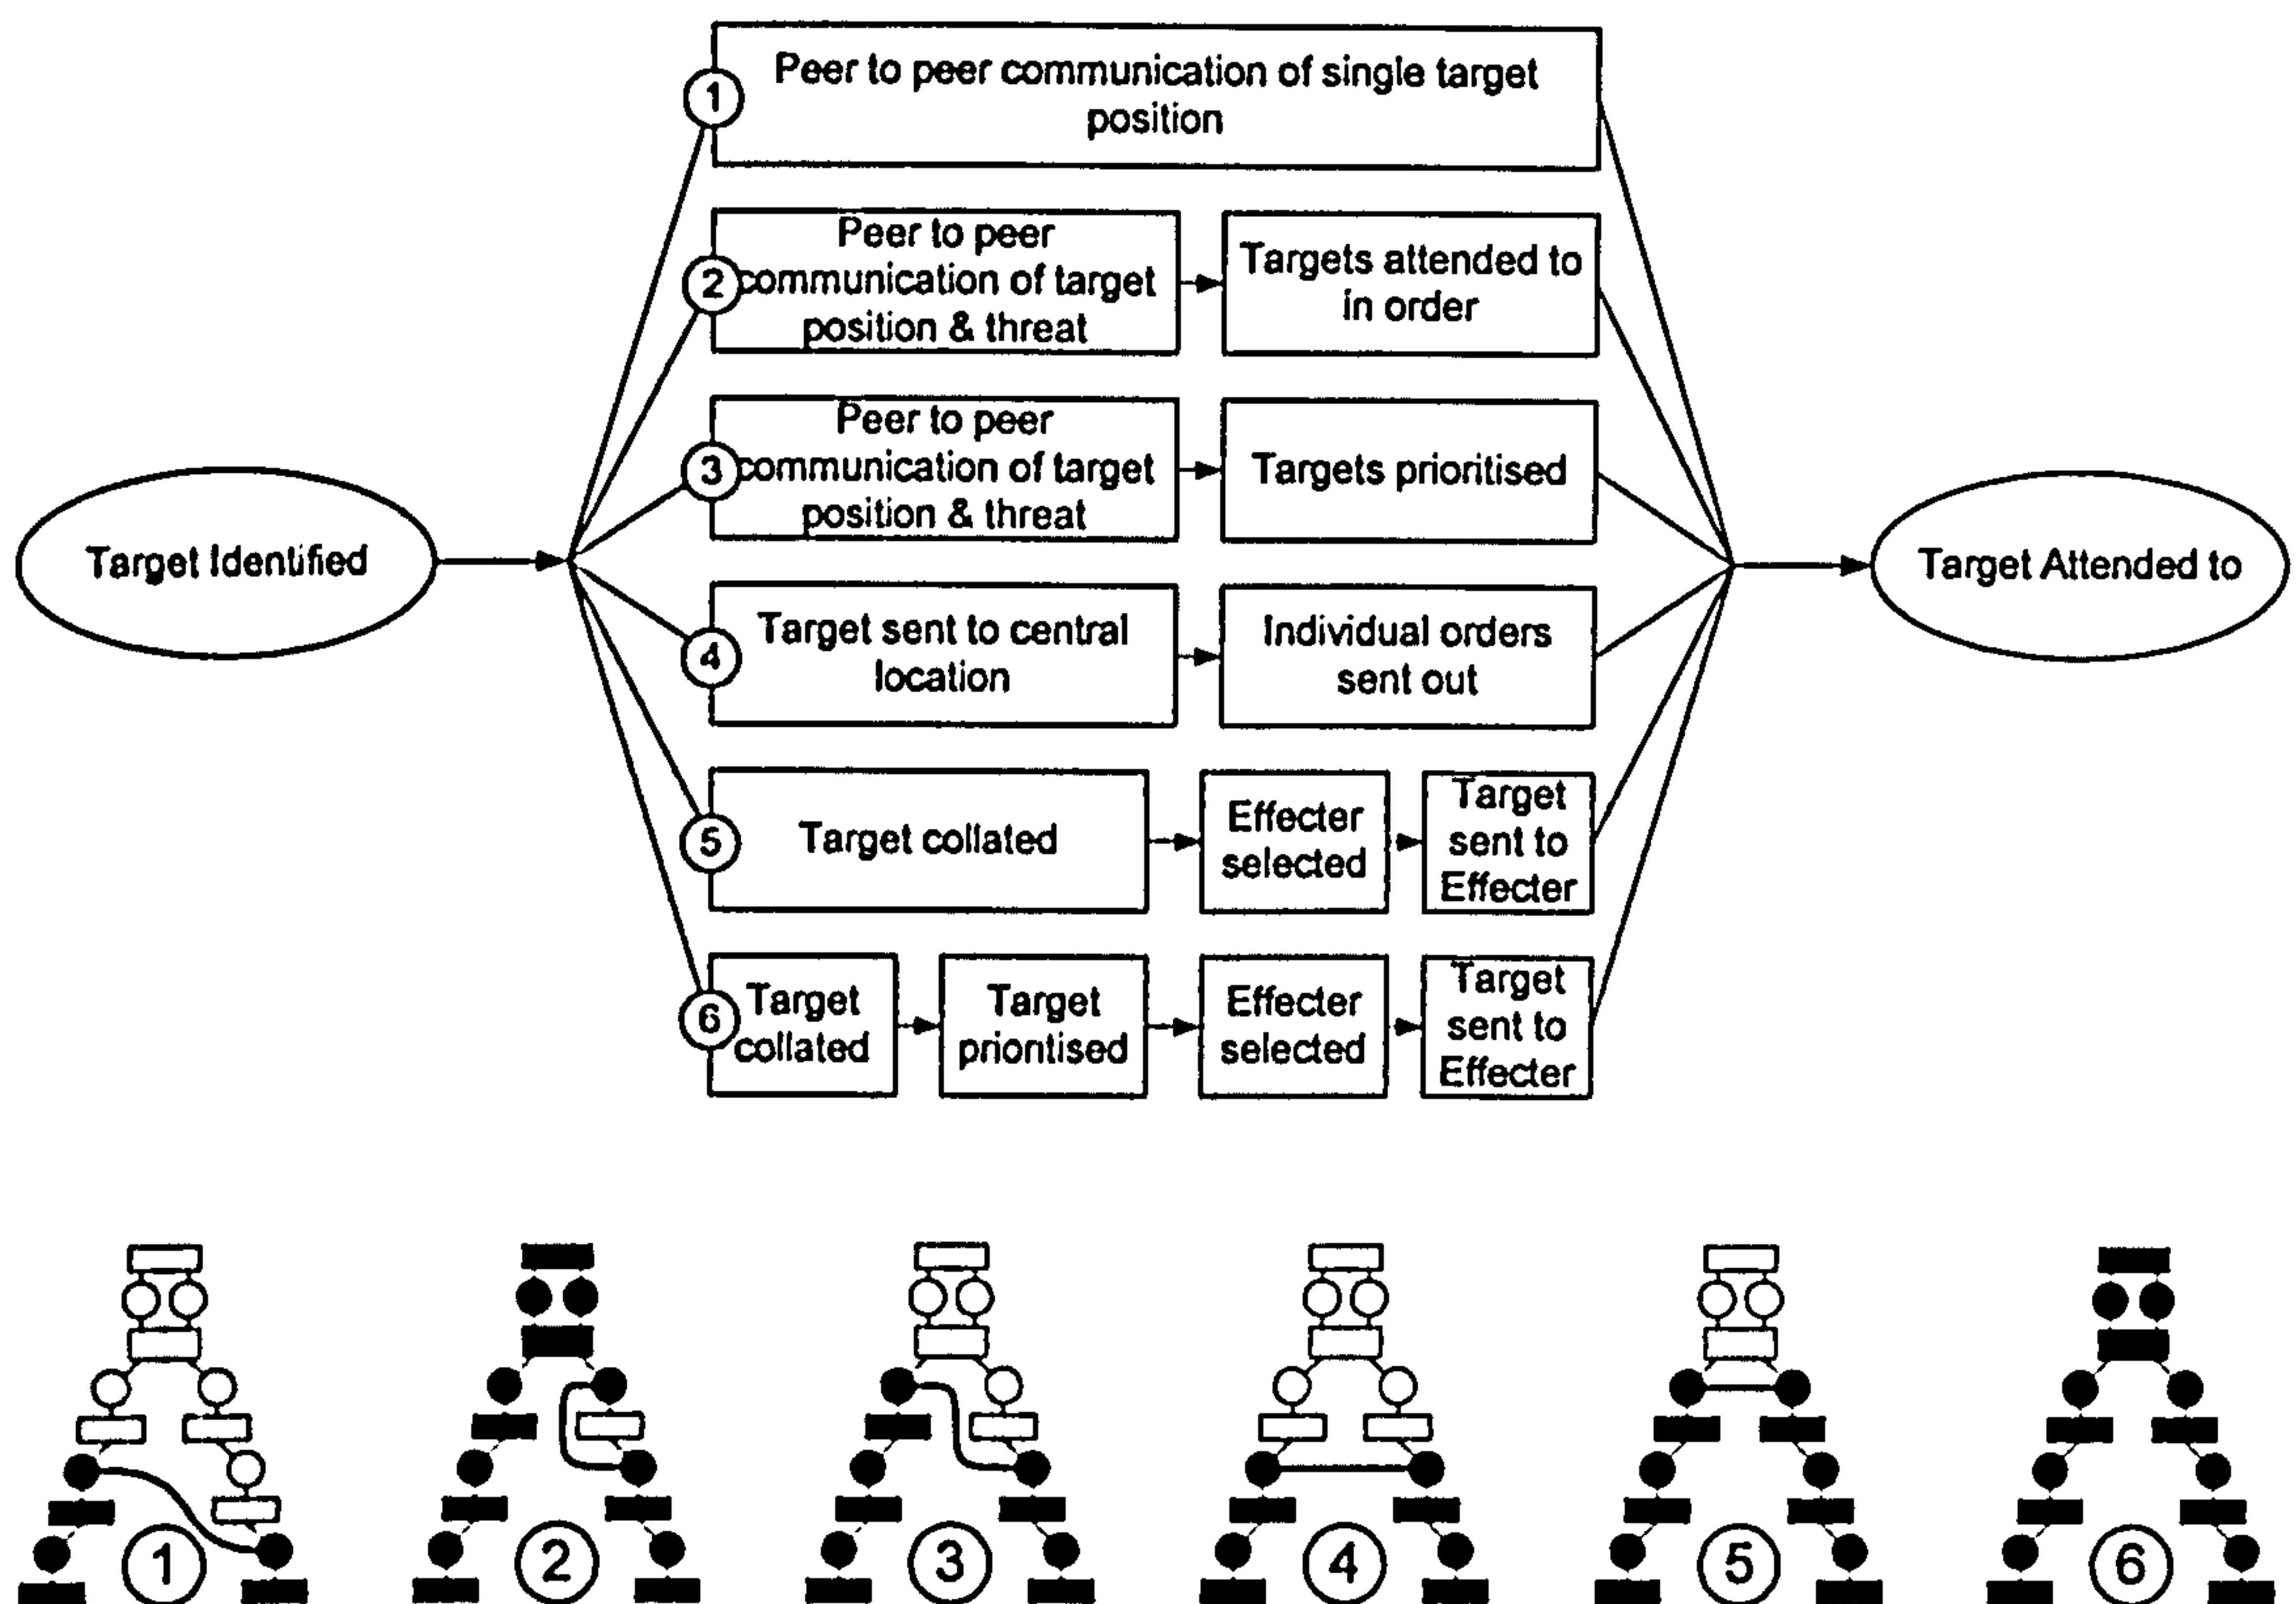 Peer to peer communication of single target
position
1
Peer to peer
communication of target
position & threat
2
Targets attended to
in order
Peer to peer
communication of target
position & threat
3
Targets prioritised
Target Identified
Target Attended to
4
Target sent to central
location
Individual orders
sent out
5
Target collated
Effecter
selected
Target
sent to
Effecter
6
Target
collated
Target
prioritised
Effecter
selected
Target
sent to
Effecter
1
2
3
4
5
6